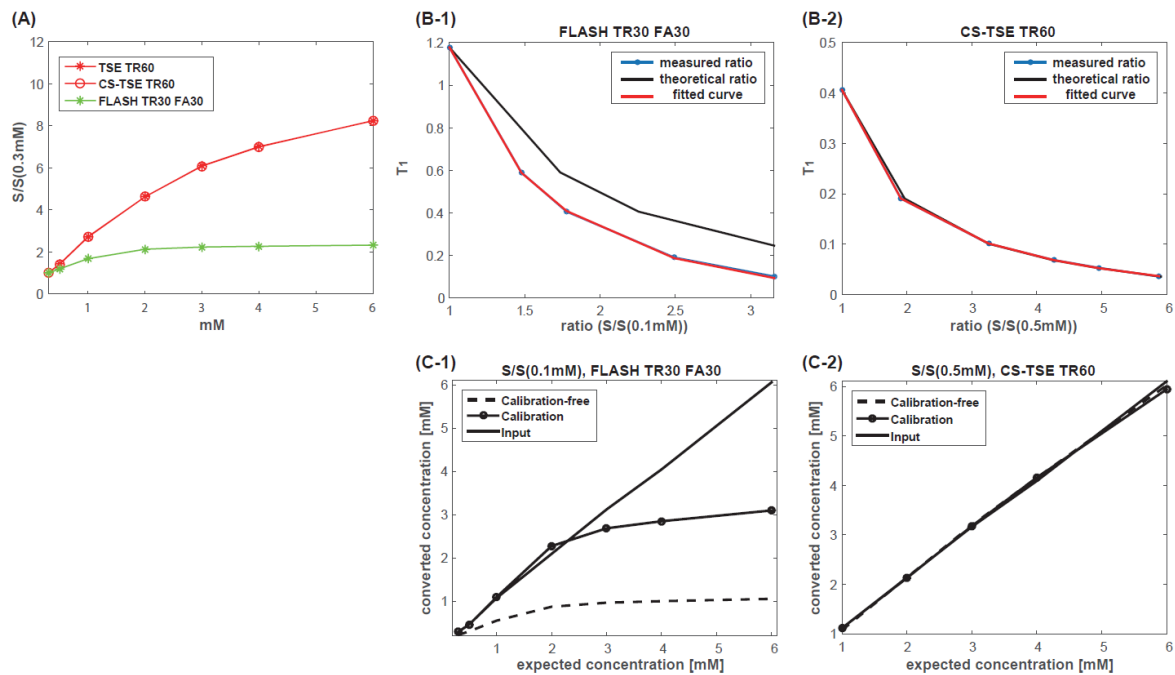 (A)
12
10
8
6
4
2
0
S/S(0.3mM)
TSE TR60
CS-TSE TR60
FLASH TR30 FA30
1
2
3
4
5
6
mM
(B-1)
FLASH TR30 FA30
1.2
1
0.8
0.6
0.4
0.2
0
T1
measured ratio
theoretical ratio
fitted curve
1
1.5
2
2.5
3
ratio (S/S(0.1mM))
(B-2)
CS-TSE TR60
0.5
0.4
0.3
0.2
0.1
0.0
T1
measured ratio
theoretical ratio
fitted curve
1
2
3
4
5
6
ratio (S/S(0.5mM))
(C-1)
S/S(0.1mM), FLASH TR30 FA30
6
5
4
3
2
1
converted concentration [mM]
Calibration-free
Calibration
Input
1
2
3
4
5
6
expected concentration [mM]
(C-2)
S/S(0.5mM), CS-TSE TR60
6
5
4
3
2
1
converted concentration [mM]
Calibration-free
Calibration
Input
1
2
3
4
5
6
expected concentration [mM]